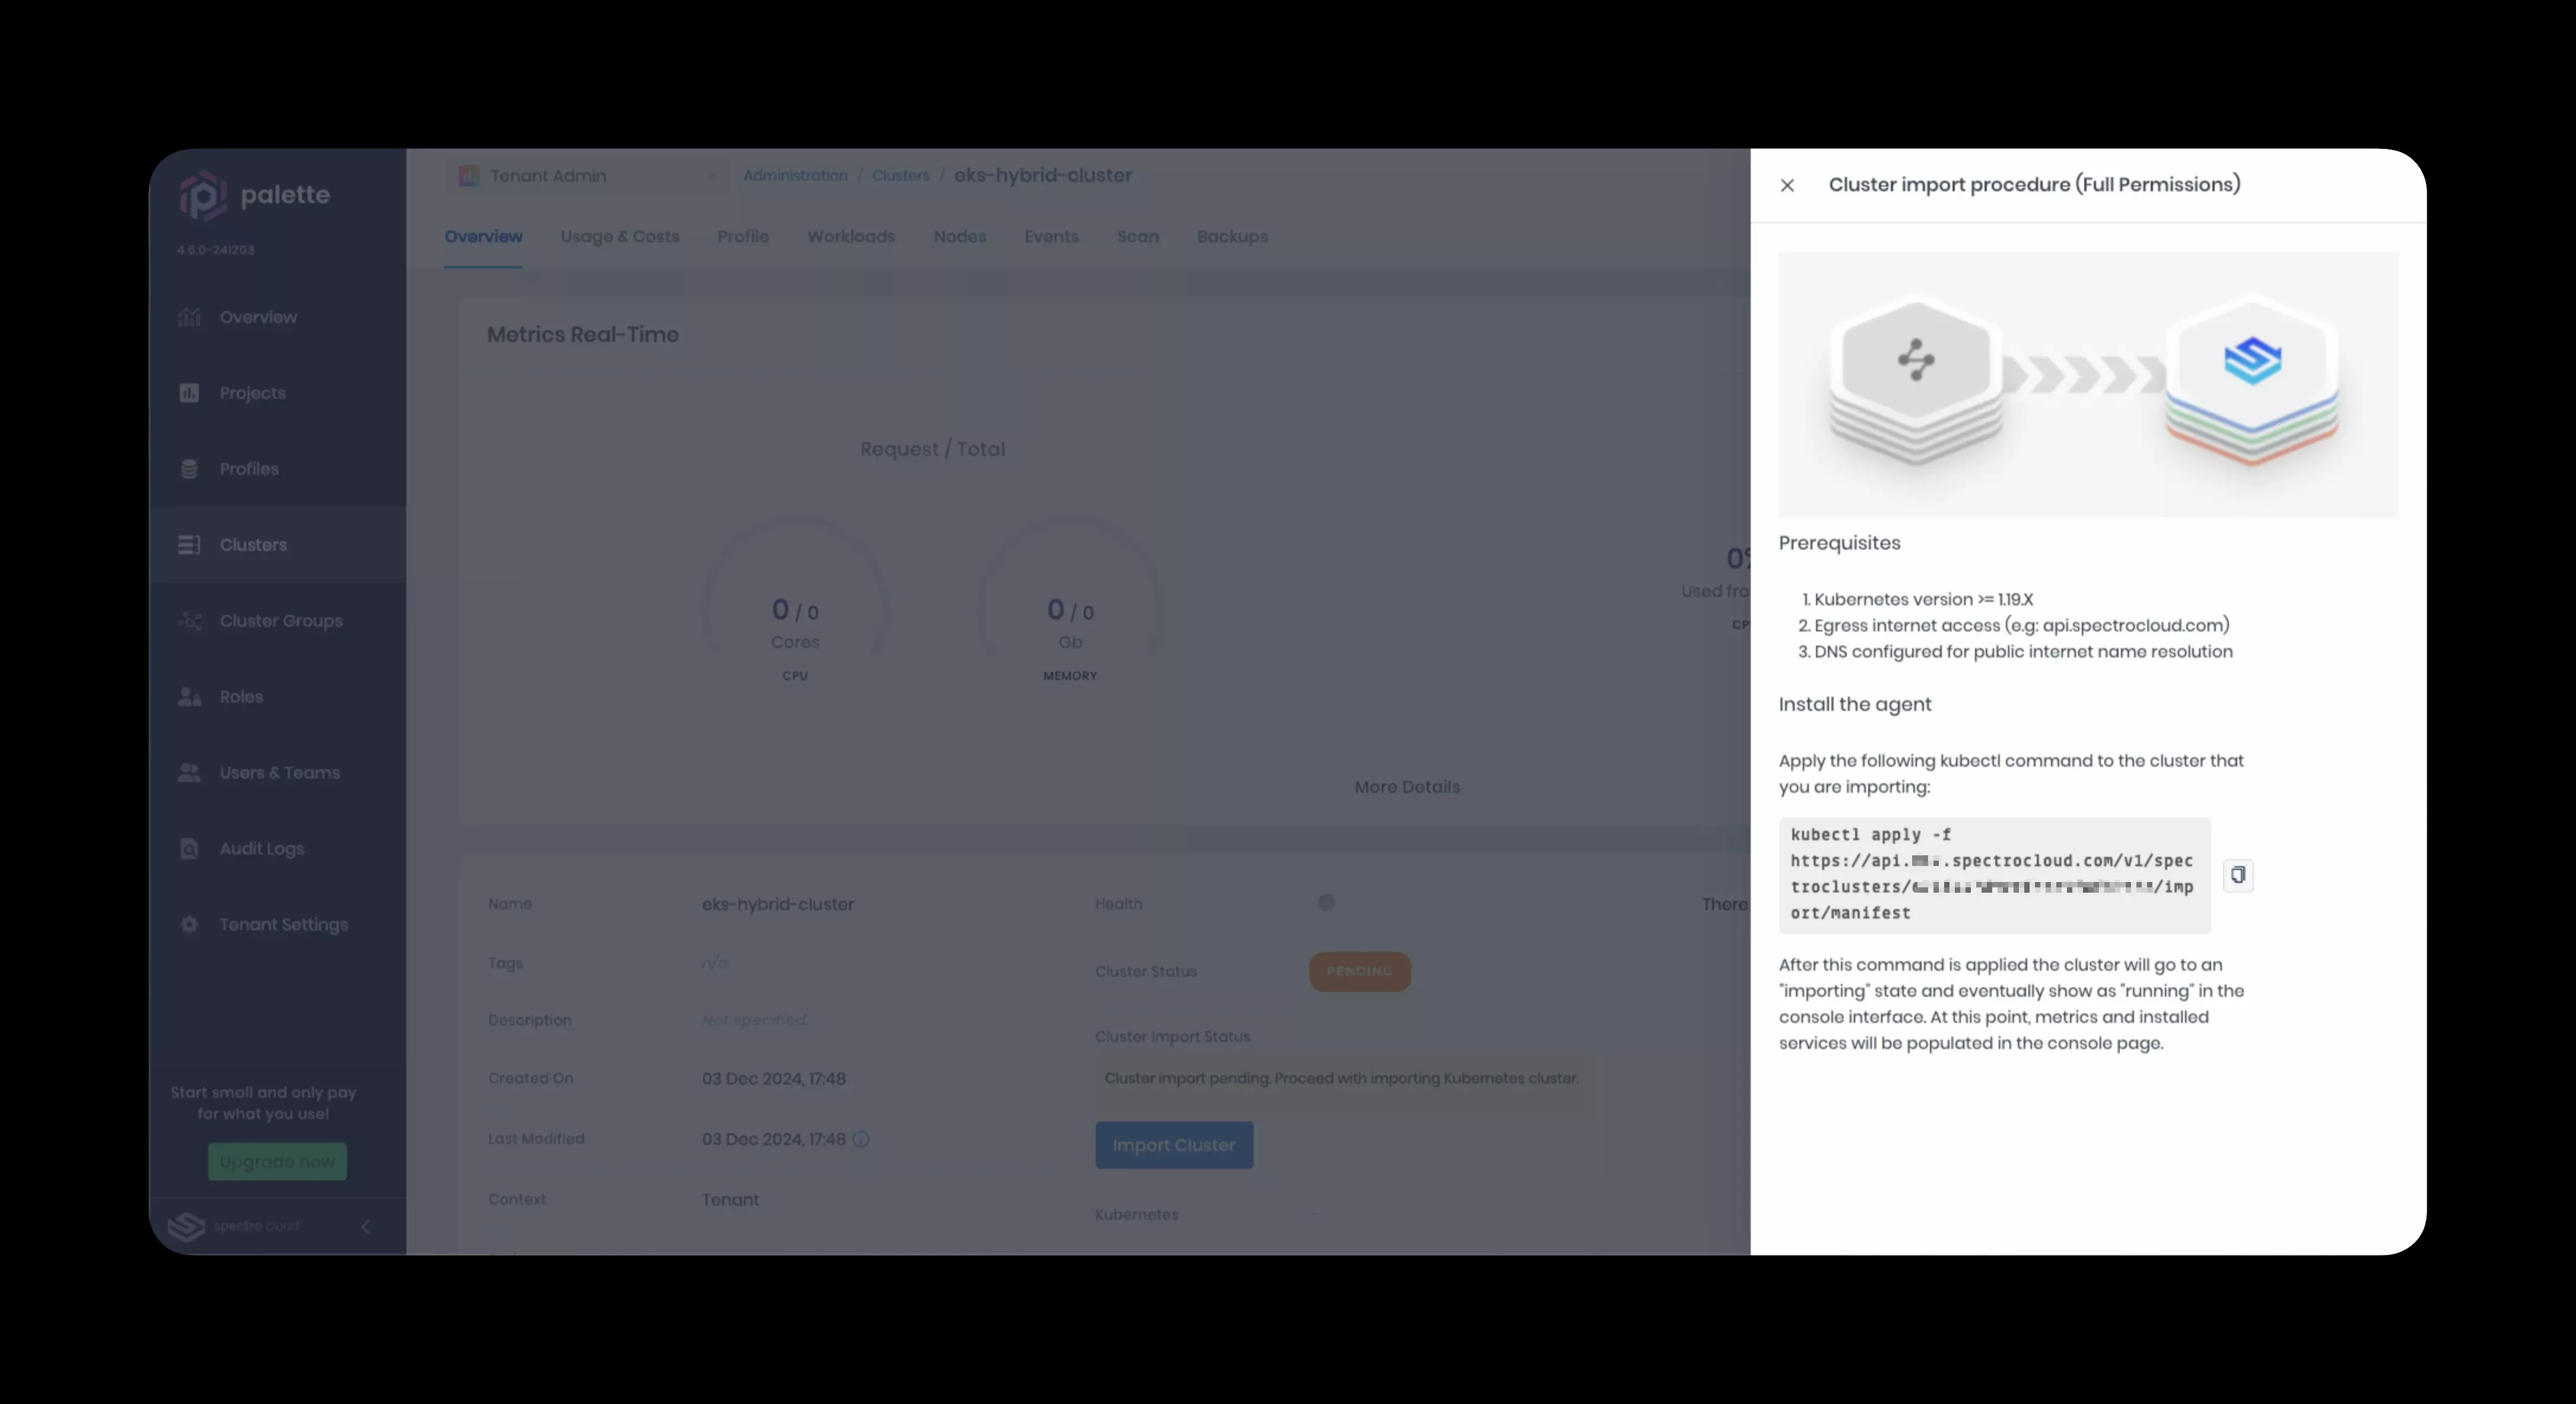 palette
4.6.0-241203
Overview
Projects
Profiles
Clusters
Cluster Groups
Roles
Users & Teams
Audit Logs
Tenant Settings
Start small and only pay
for what you use!
Upgrade now
spectro cloud
Tenant Admin
Administration / Clusters / eks-hybrid-cluster
Overview Usage & Costs Profile Workloads Nodes Events Scan Backups
Metrics Real-Time
Request / Total
0 / 0
Cores
CPU
0 / 0
Gb
MEMORY
0%
Used fro
CP
More Details
Name eks-hybrid-cluster
Tags n/a
Description Not specified.
Created On 03 Dec 2024, 17:48
Last Modified 03 Dec 2024, 17:48
Context Tenant
Health
Cluster Status PENDING
Cluster Import Status
Cluster import pending. Proceed with importing Kubernetes cluster.
Import Cluster
Kubernetes -
There
Cluster import procedure (Full Permissions)
Prerequisites
1. Kubernetes version >= 1.19.X
2. Egress internet access (e.g: api.spectrocloud.com)
3. DNS configured for public internet name resolution
Install the agent
Apply the following kubectl command to the cluster that
you are importing:
kubectl apply -f
https://api. .spectrocloud.com/v1/spec
troclusters/ /imp
ort/manifest
After this command is applied the cluster will go to an
"importing" state and eventually show as "running" in the
console interface. At this point, metrics and installed
services will be populated in the console page.